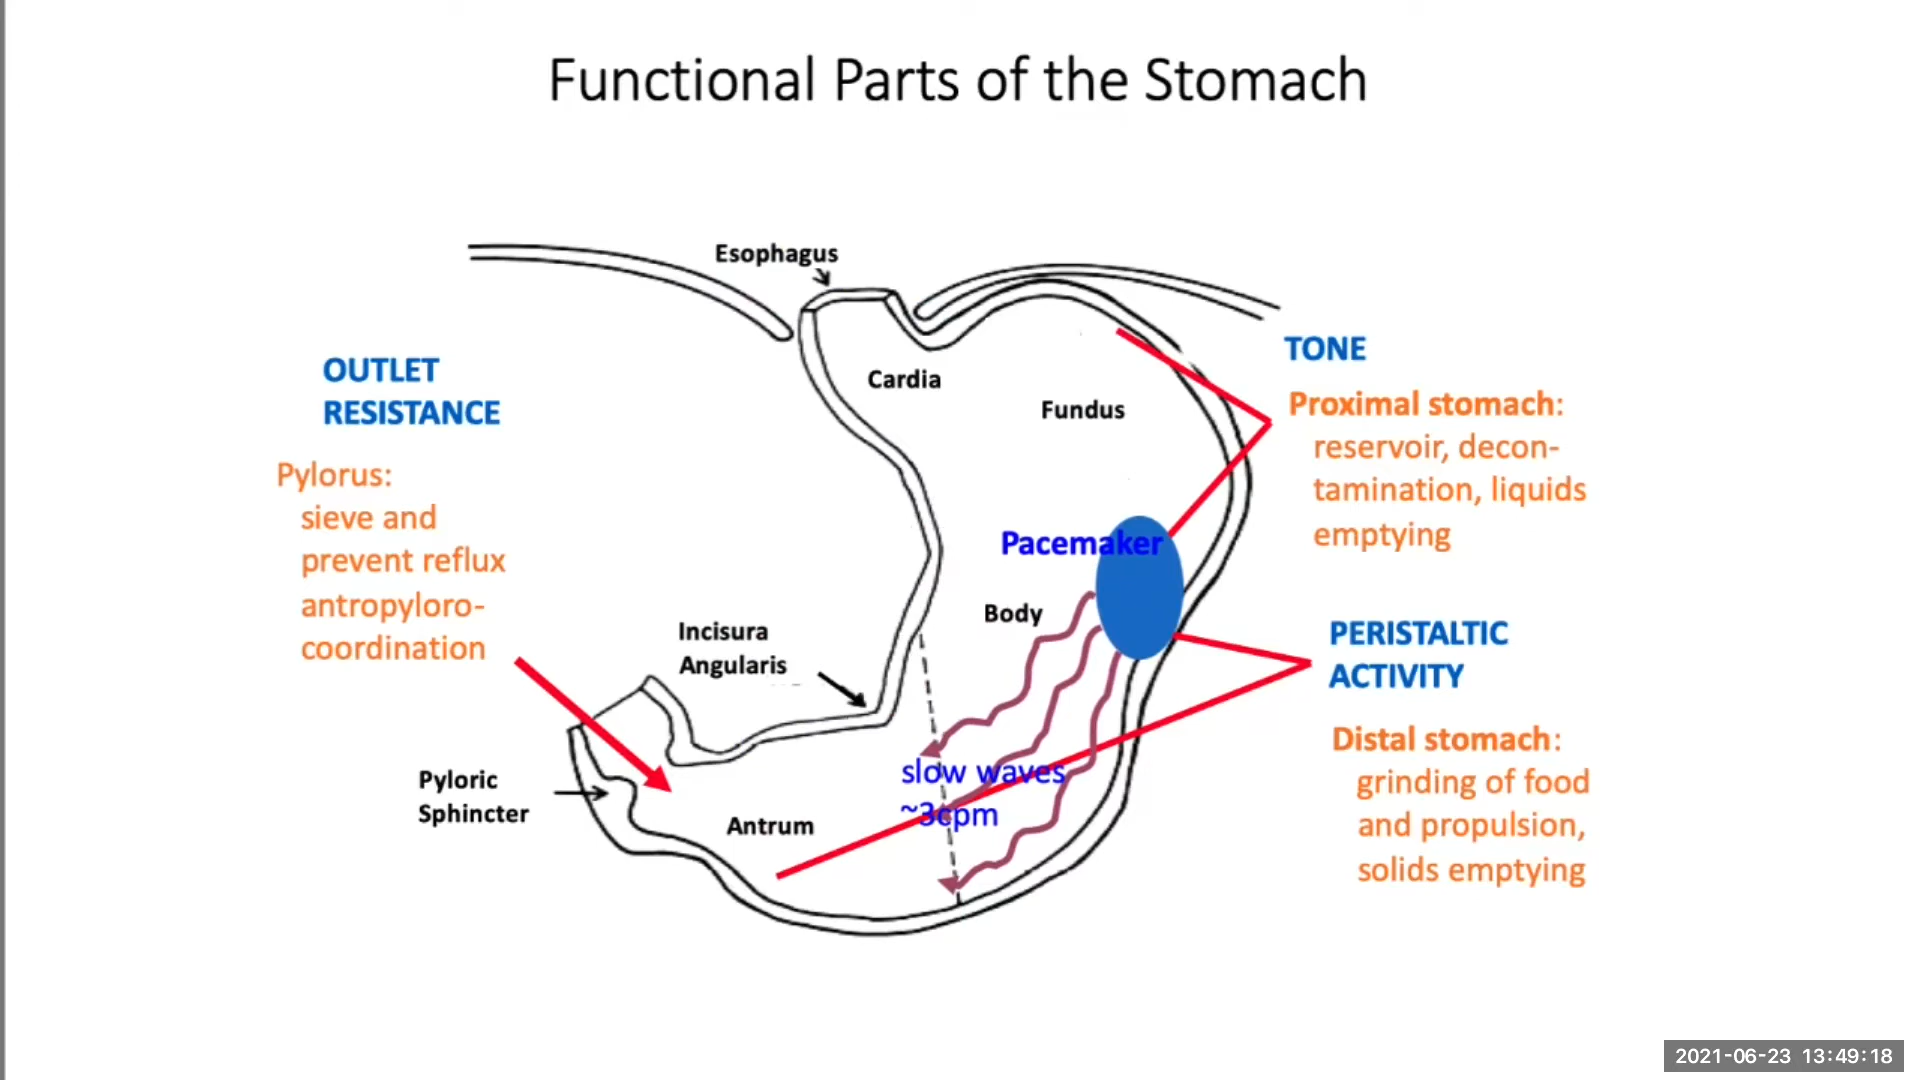 Functional Parts of the Stomach
Esophagus
OUTLET
RESISTANCE
Pylorus:
sieve and
prevent reflux
antropyloro-
coordination
Cardia
Fundus
TONE
Proximal stomach:
reservoir, decon-
tamination, liquids
emptying
Pacemaker
Body
Incisura
Angularis
PERISTALTIC
ACTIVITY
Distal stomach:
grinding of food
and propulsion,
solids emptying
Pyloric
Sphincter
Antrum
slow waves
~3cpm
2021-06-23 13:49:18